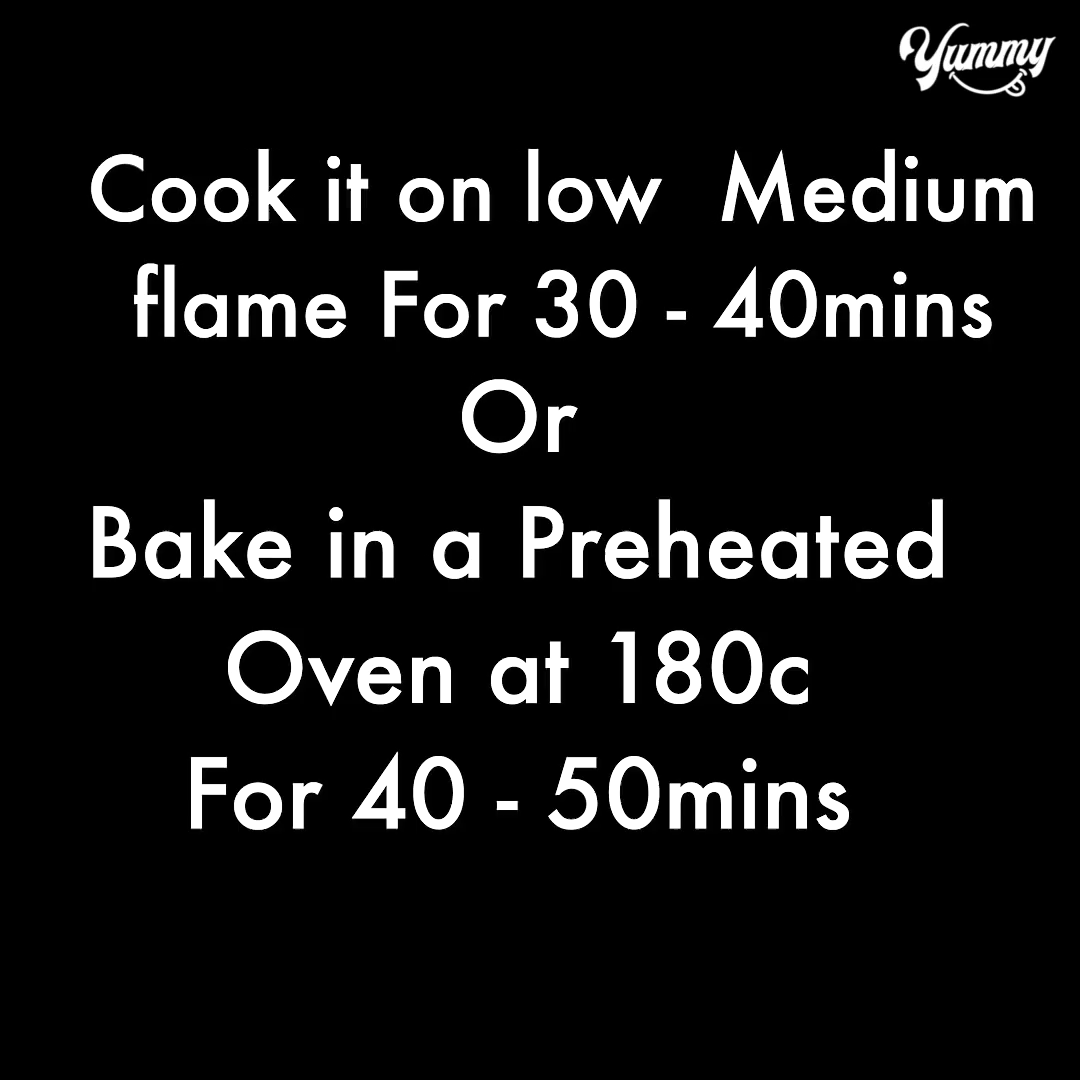 Yummy
Cook it on low Medium
flame For 30 - 40mins
Or
Bake in a Preheated
Oven at 180c
For 40 - 50mins